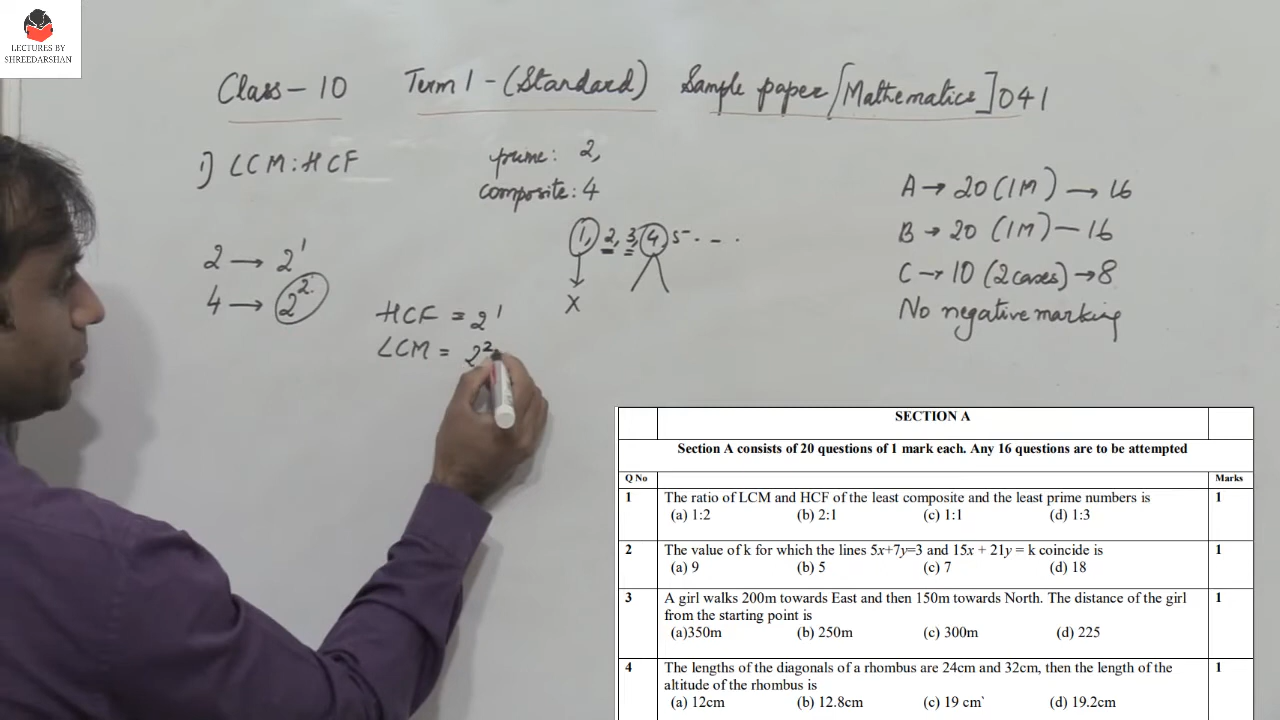 LECTURES BY
SHREEDARSHAN
Class-10 Term 1 - (Standard) Sample paper [Mathematics] 041
1) LCM:HCF
prime: 2,
composite: 4
1, 2, 3, 4, 5 - - .
X
2 → 2¹
4 → 2²
HCF = 2¹
LCM = 2²
A → 20 (1M) → 16
B → 20 (1M) - 16
C → 10 (2 cases) → 8
No negative marking
SECTION A
Section A consists of 20 questions of 1 mark each. Any 16 questions are to be attempted
Q No Marks
1 The ratio of LCM and HCF of the least composite and the least prime numbers is 1
(a) 1:2 (b) 2:1 (c) 1:1 (d) 1:3
2 The value of k for which the lines 5x+7y=3 and 15x + 21y = k coincide is 1
(a) 9 (b) 5 (c) 7 (d) 18
3 A girl walks 200m towards East and then 150m towards North. The distance of the girl 1
from the starting point is
(a)350m (b) 250m (c) 300m (d) 225
4 The lengths of the diagonals of a rhombus are 24cm and 32cm, then the length of the 1
altitude of the rhombus is
(a) 12cm (b) 12.8cm (c) 19 cm` (d) 19.2cm